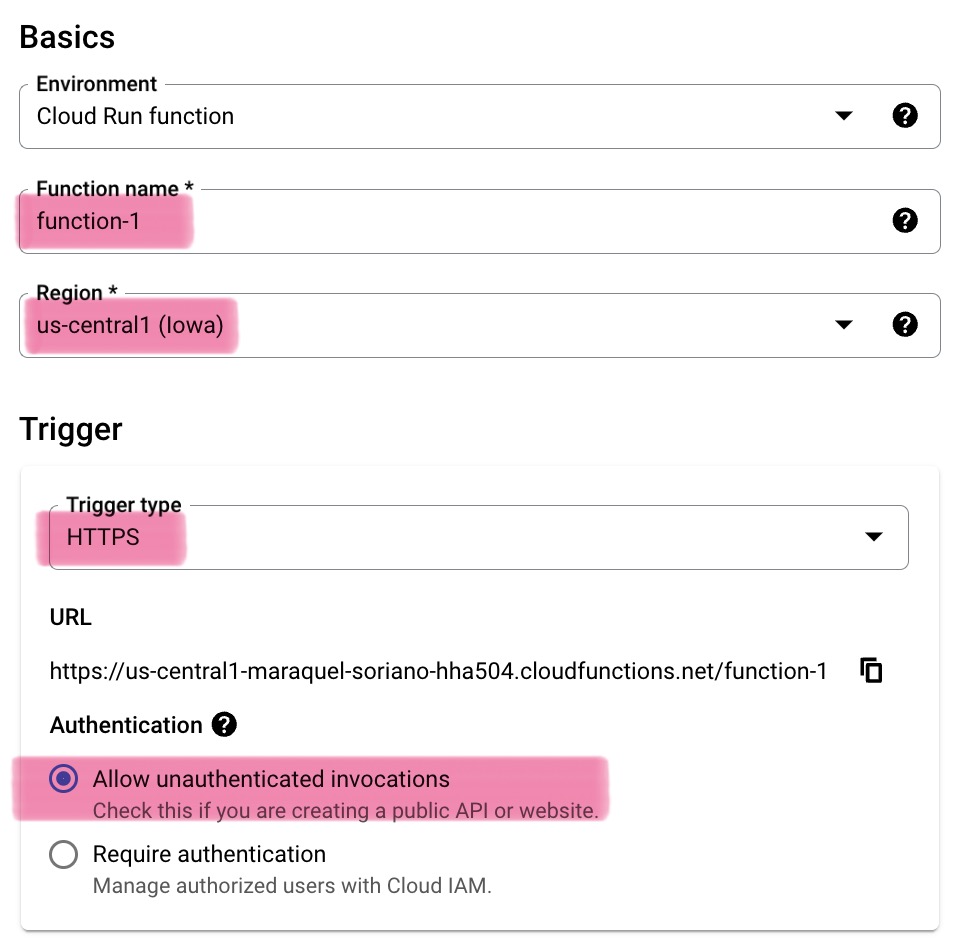 Basics
Environment
Cloud Run function
Function name *
function-1
Region *
us-central1 (Iowa)
Trigger
Trigger type
HTTPS
URL
https://us-central1-maraquel-soriano-hha504.cloudfunctions.net/function-1
Authentication
Allow unauthenticated invocations
Check this if you are creating a public API or website.
Require authentication
Manage authorized users with Cloud IAM.